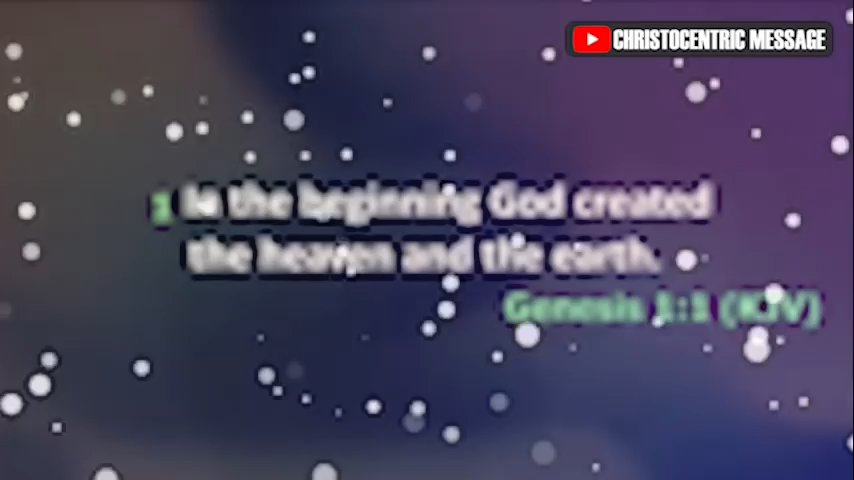 CHRISTOCENTRIC MESSAGE
1 In the beginning God created
the heaven and the earth.
Genesis 1:1 (KJV)